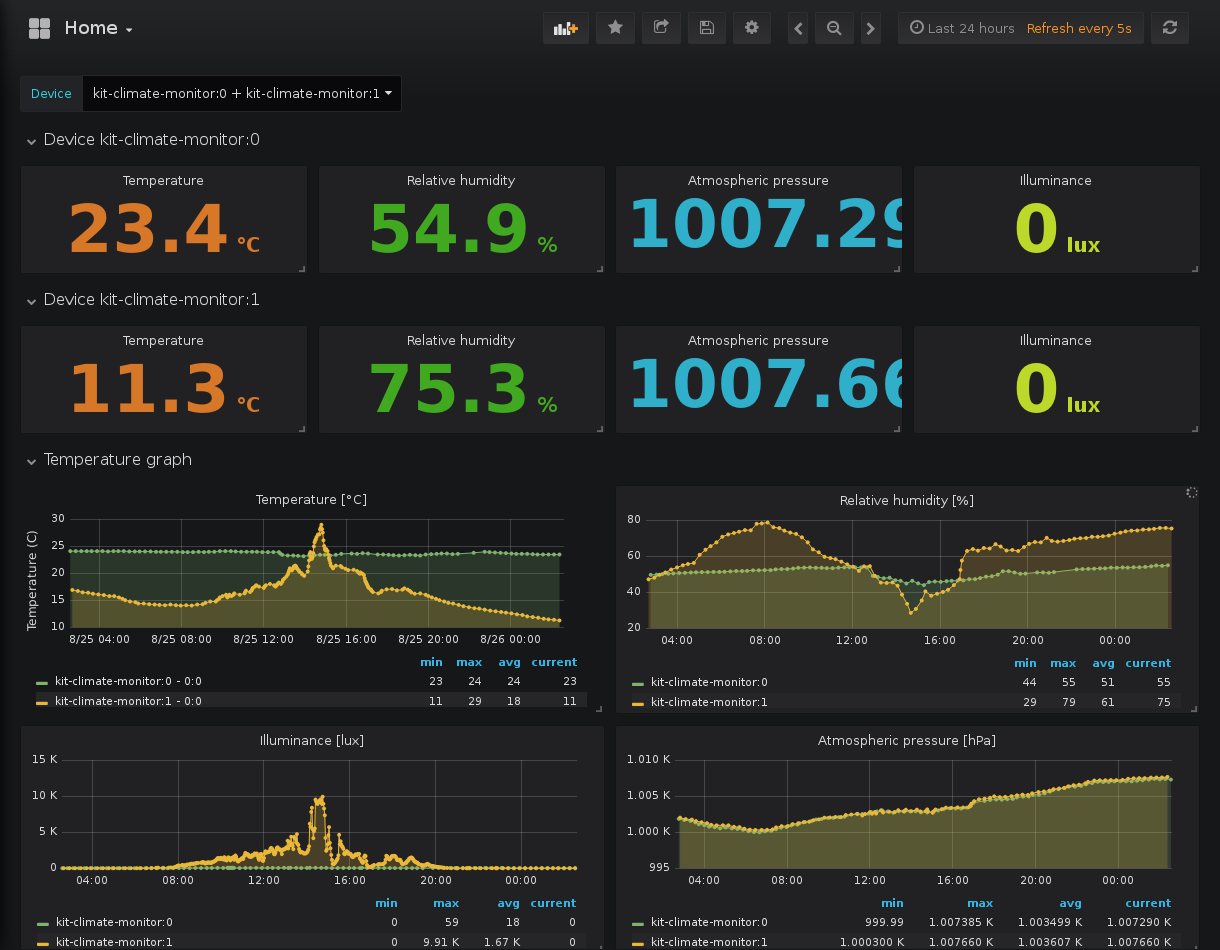 Home
Last 24 hours Refresh every 5s
Device kit-climate-monitor:0 + kit-climate-monitor:1
Device kit-climate-monitor:0
Temperature Relative humidity Atmospheric pressure Illuminance
23.4 °C 54.9 % 1007.29 0 lux
Device kit-climate-monitor:1
Temperature Relative humidity Atmospheric pressure Illuminance
11.3 °C 75.3 % 1007.66 0 lux
Temperature graph
Temperature [°C]
Temperature (C)
30
25
20
15
10
8/25 04:00 8/25 08:00 8/25 12:00 8/25 16:00 8/25 20:00 8/26 00:00
min max avg current
kit-climate-monitor:0 - 0:0 23 24 24 23
kit-climate-monitor:1 - 0:0 11 29 18 11
Relative humidity [%]
80
60
40
20
04:00 08:00 12:00 16:00 20:00 00:00
min max avg current
kit-climate-monitor:0 44 55 51 55
kit-climate-monitor:1 29 79 61 75
Illuminance [lux]
15 K
10 K
5 K
0
04:00 08:00 12:00 16:00 20:00 00:00
min max avg current
kit-climate-monitor:0 0 59 18 0
kit-climate-monitor:1 0 9.91 K 1.67 K 0
Atmospheric pressure [hPa]
1.010 K
1.005 K
1.000 K
995
04:00 08:00 12:00 16:00 20:00 00:00
min max avg current
kit-climate-monitor:0 999.99 1.007385 K 1.003499 K 1.007290 K
kit-climate-monitor:1 1.000300 K 1.007660 K 1.003607 K 1.007660 K